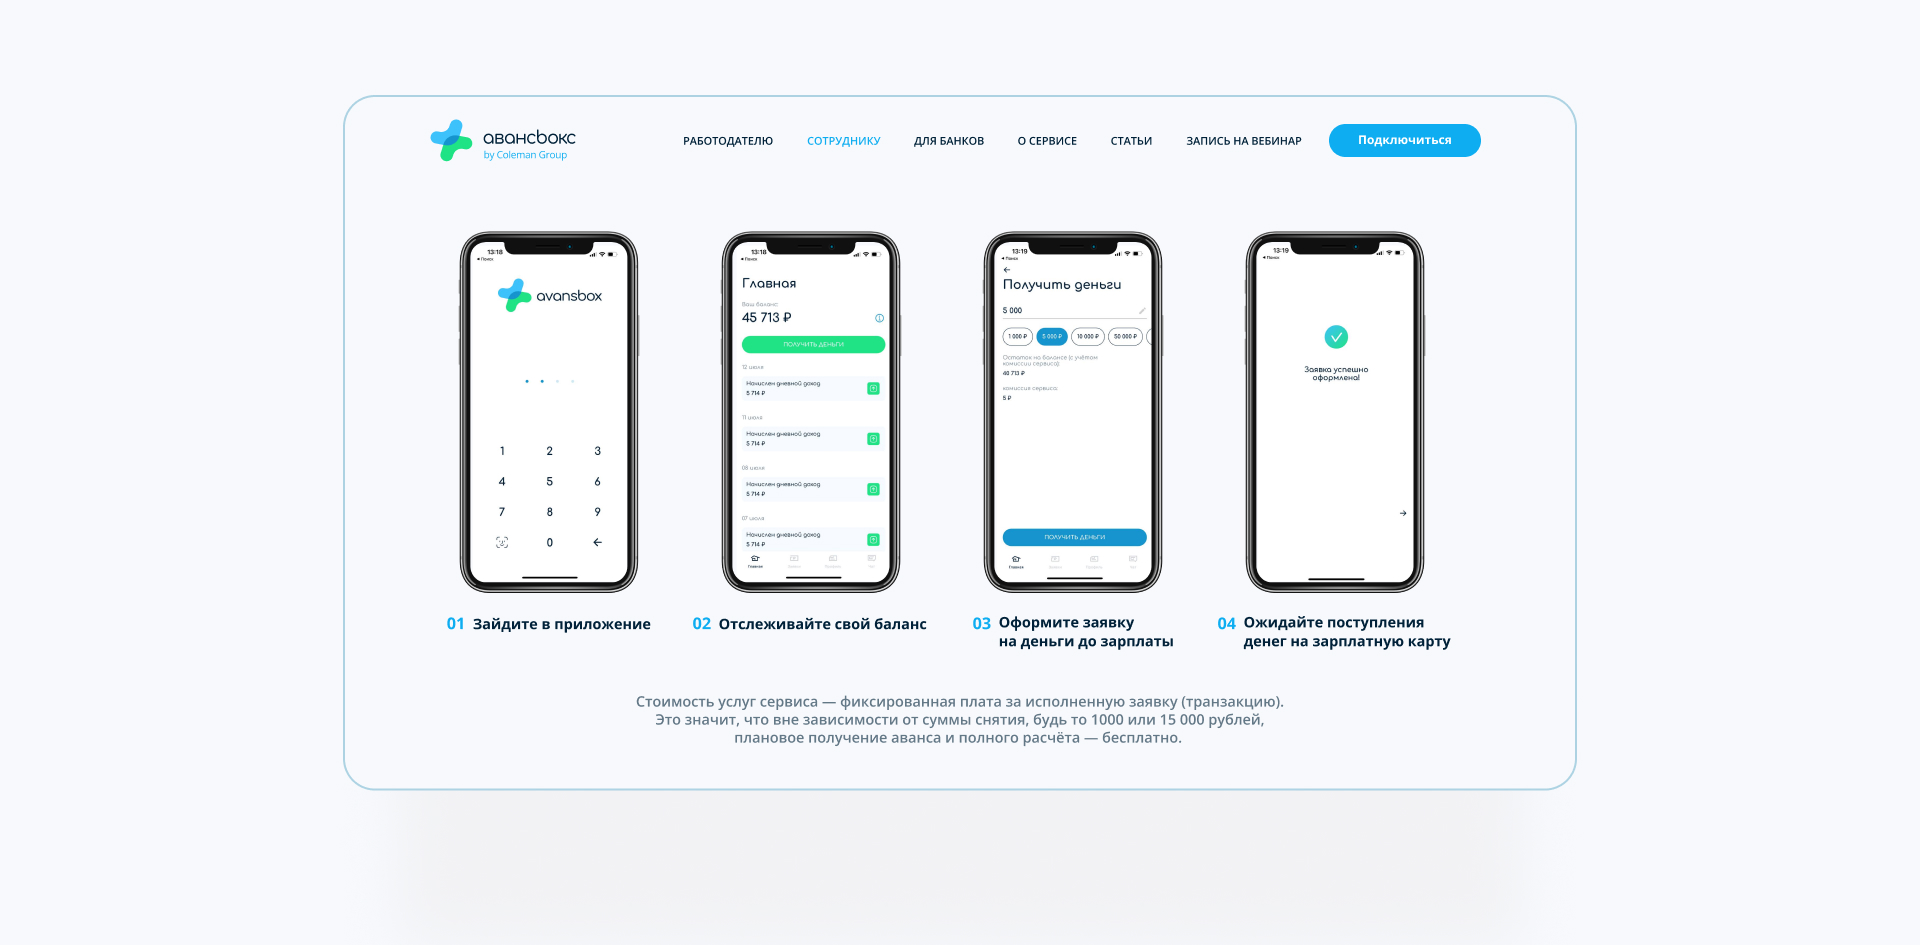 авансbокс
by Coleman Group
РАБОТОДАТЕЛЮ
СОТРУДНИКУ
ДЛЯ БАНКОВ
О СЕРВИСЕ
СТАТЬИ
ЗАПИСЬ НА ВЕБИНАР
Подключиться
13:18
Поиск
avansbox
1 2 3
4 5 6
7 8 9
0
13:18
Поиск
Главная
Ваш баланс:
45 713 ₽
ПОЛУЧИТЬ ДЕНЬГИ
12 июля
Начислен дневной доход
5 714 ₽
11 июля
Начислен дневной доход
5 714 ₽
08 июля
Начислен дневной доход
5 714 ₽
07 июля
Начислен дневной доход
5 714 ₽
Главная
13:19
Поиск
Получить деньги
5 000
1 000 ₽ 5 000 ₽ 10 000 ₽ 50 000 ₽
Остаток на балансе (с учётом
комиссии сервиса):
40 713 ₽
комиссия сервиса:
5 ₽
ПОЛУЧИТЬ ДЕНЬГИ
Главная
13:19
Поиск
Заявка успешно
оформлена!
01 Зайдите в приложение
02 Отслеживайте свой баланс
03 Оформите заявку
на деньги до зарплаты
04 Ожидайте поступления
денег на зарплатную карту
Стоимость услуг сервиса — фиксированная плата за исполненную заявку (транзакцию).
Это значит, что вне зависимости от суммы снятия, будь то 1000 или 15 000 рублей,
плановое получение аванса и полного расчёта — бесплатно.